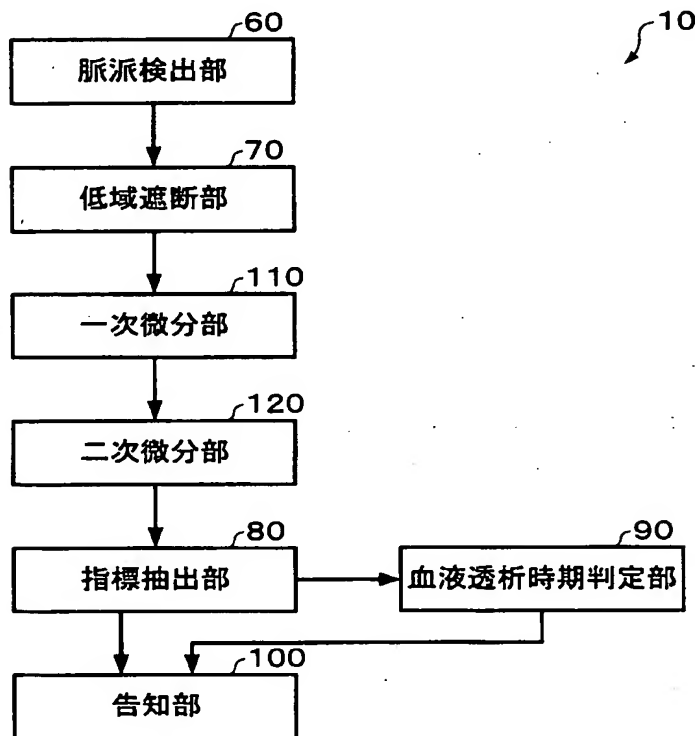 60
10
脈派検出部
70
低域遮断部
110
一次微分部
120
二次微分部
80
90
指標抽出部
血液透析時期判定部
100
告知部